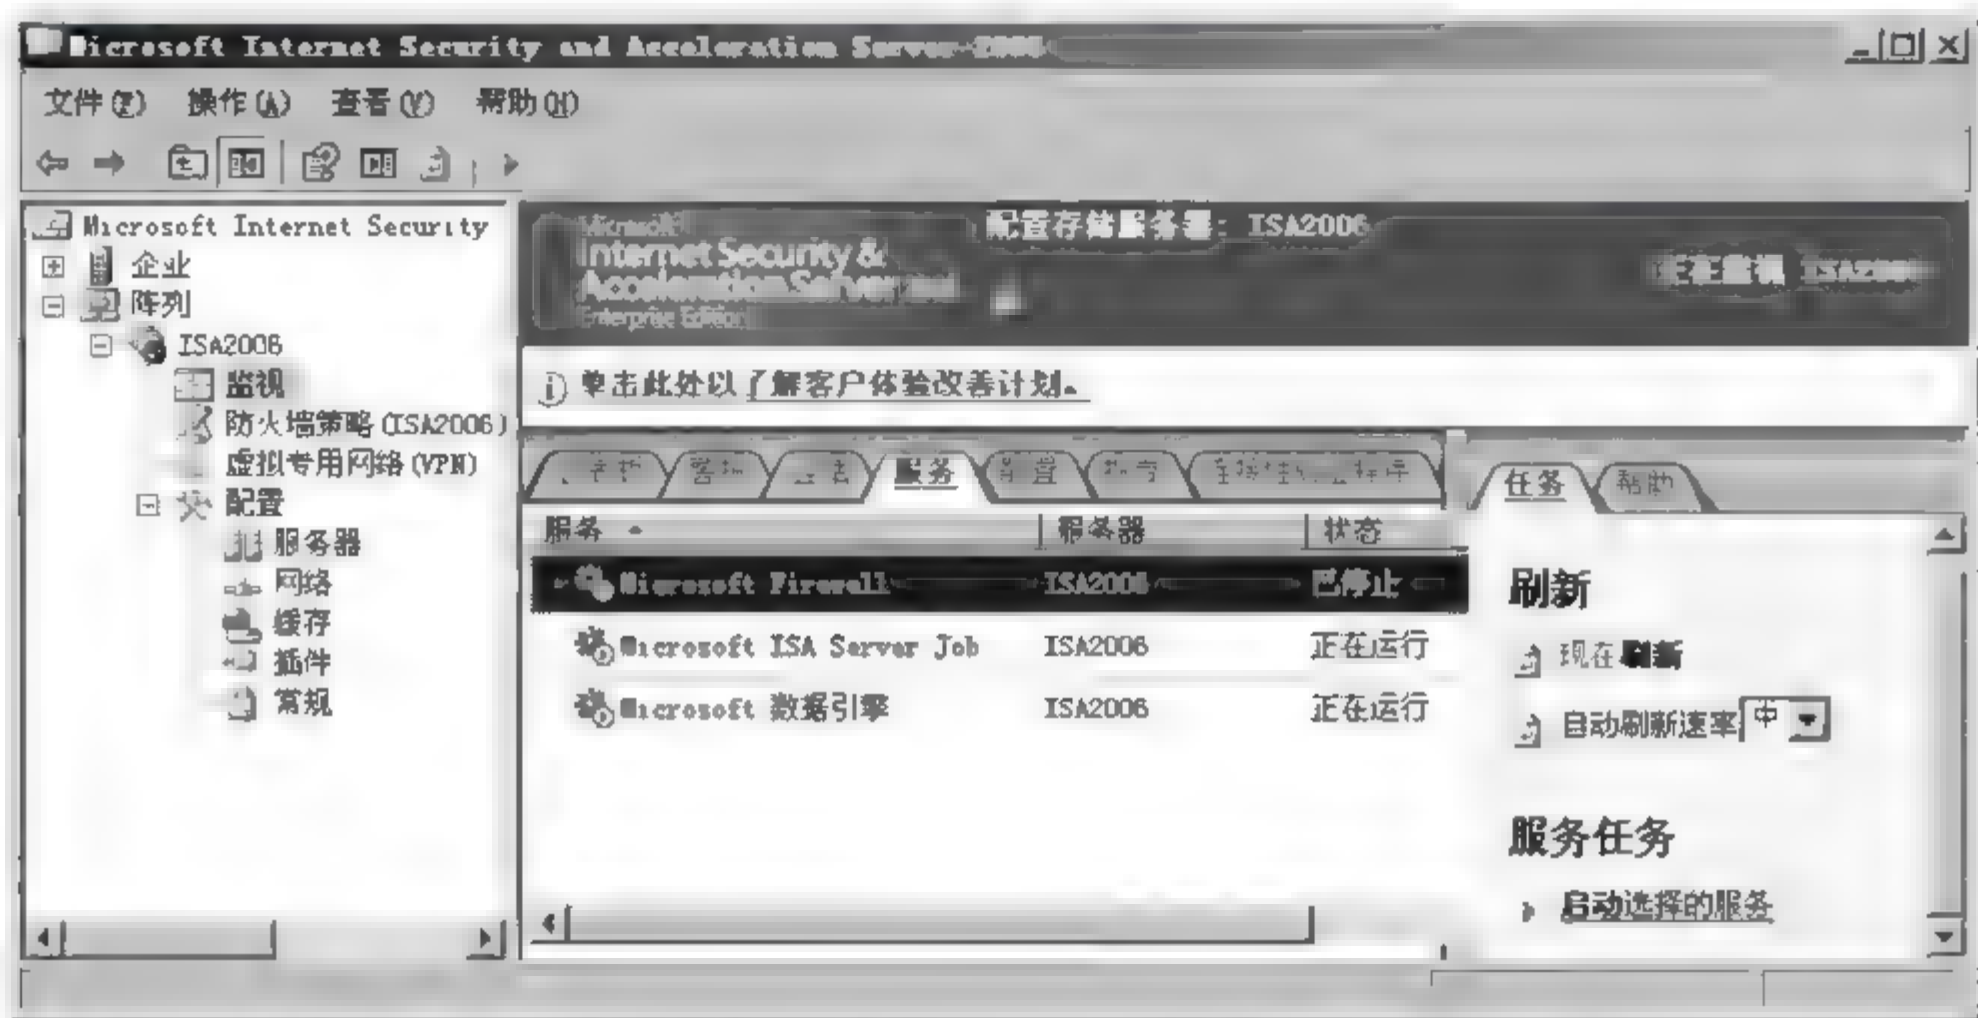 Microsoft Internet Security and Acceleration Server 2006
文件(F) 操作(A) 查看(V) 帮助(H)
Microsoft Internet Security
企业
阵列
ISA2006
监视
防火墙策略(ISA2006)
虚拟专用网络(VPN)
配置
服务器
网络
缓存
插件
常规
Microsoft
Internet Security &
Acceleration Server
Enterprise Edition
配置存储服务器: ISA2006
单击此处以了解客户体验改善计划。
服务
服务 服务器 状态
Microsoft Firewall ISA2006 已停止
Microsoft ISA Server Job ISA2006 正在运行
Microsoft 数据引擎 ISA2006 正在运行
任务 帮助
刷新
现在刷新
自动刷新速率 中
服务任务
启动选择的服务